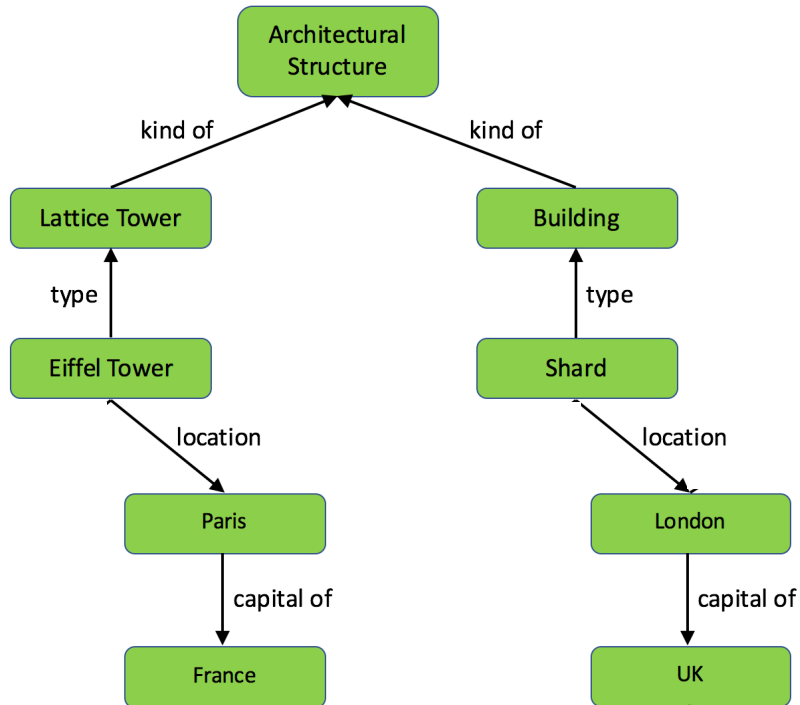 Architectural
Structure
kind of
kind of
Lattice Tower
Building
type
type
Eiffel Tower
Shard
location
location
Paris
London
capital of
capital of
France
UK